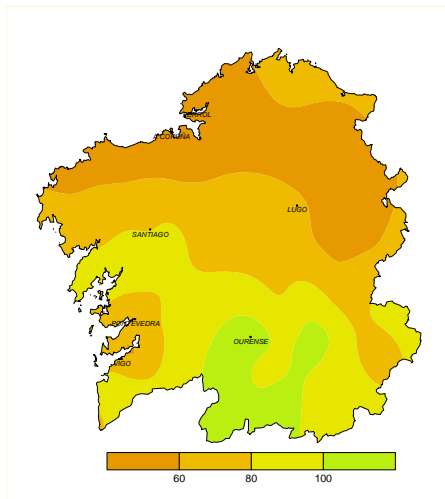 FERROL
A CORUÑA
LUGO
SANTIAGO
PONTEVEDRA
OURENSE
VIGO
60 80 100